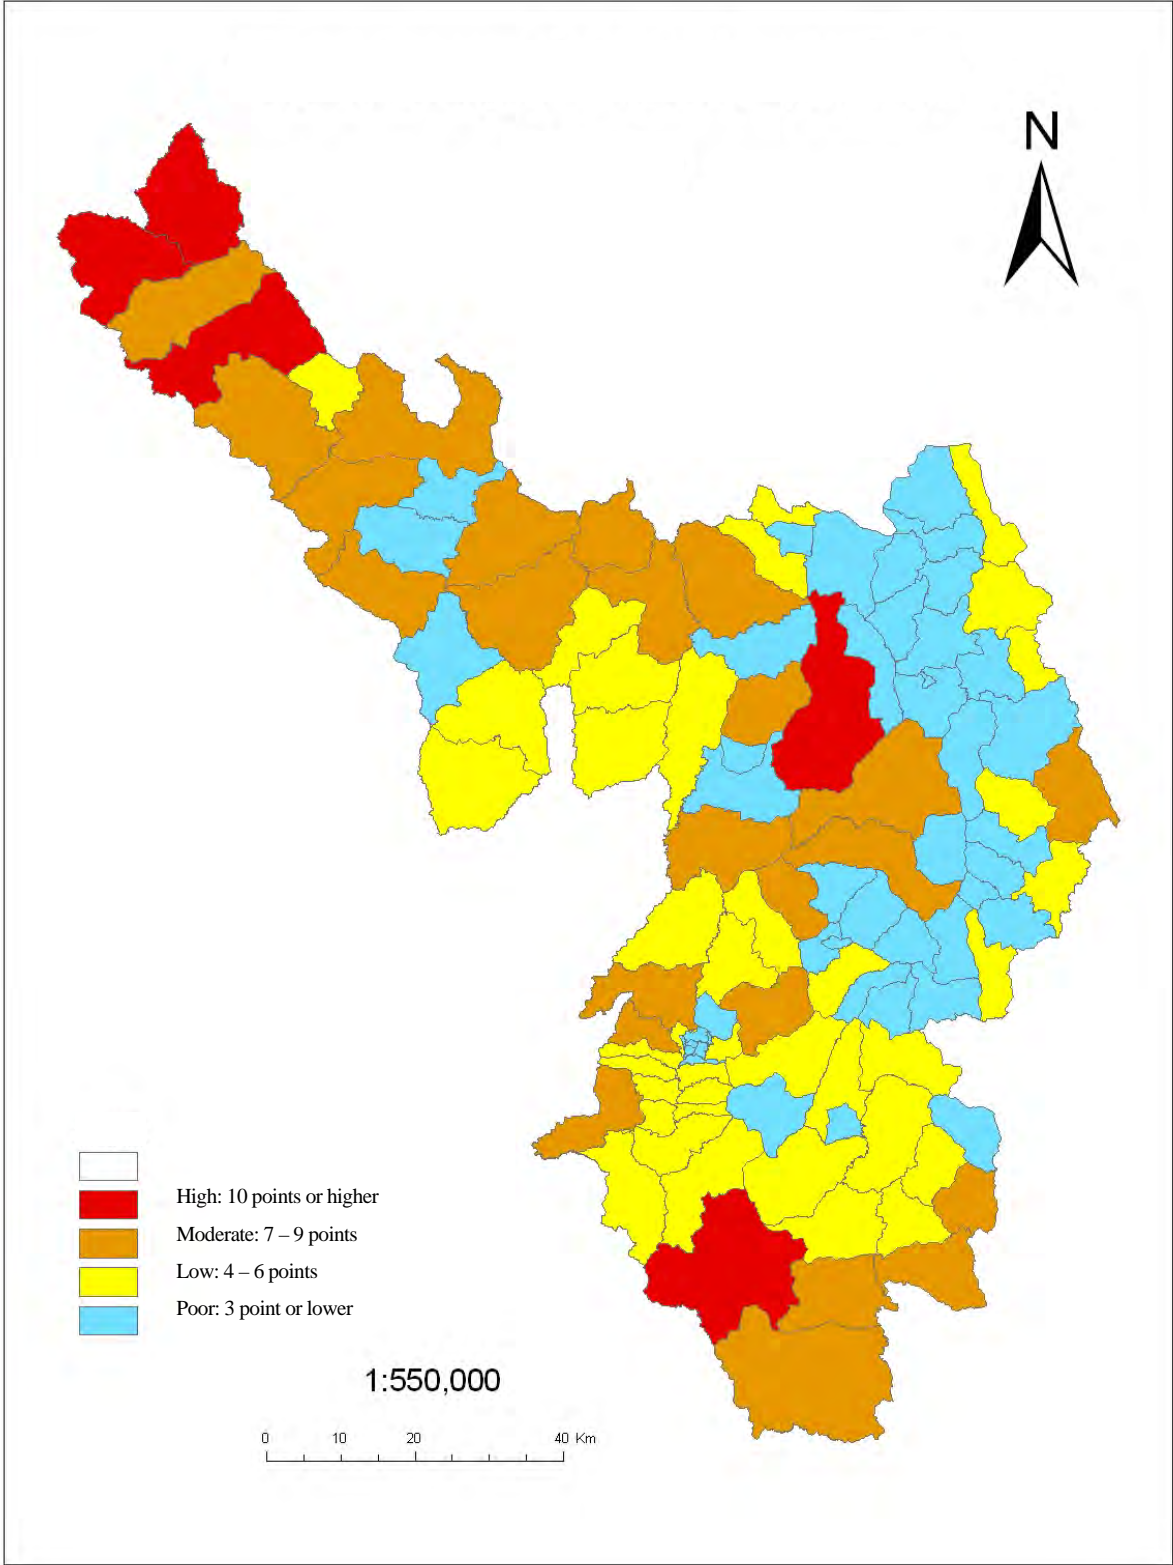 N
High: 10 points or higher
Moderate: 7 – 9 points
Low: 4 – 6 points
Poor: 3 point or lower
1:550,000
0 10 20 40 Km